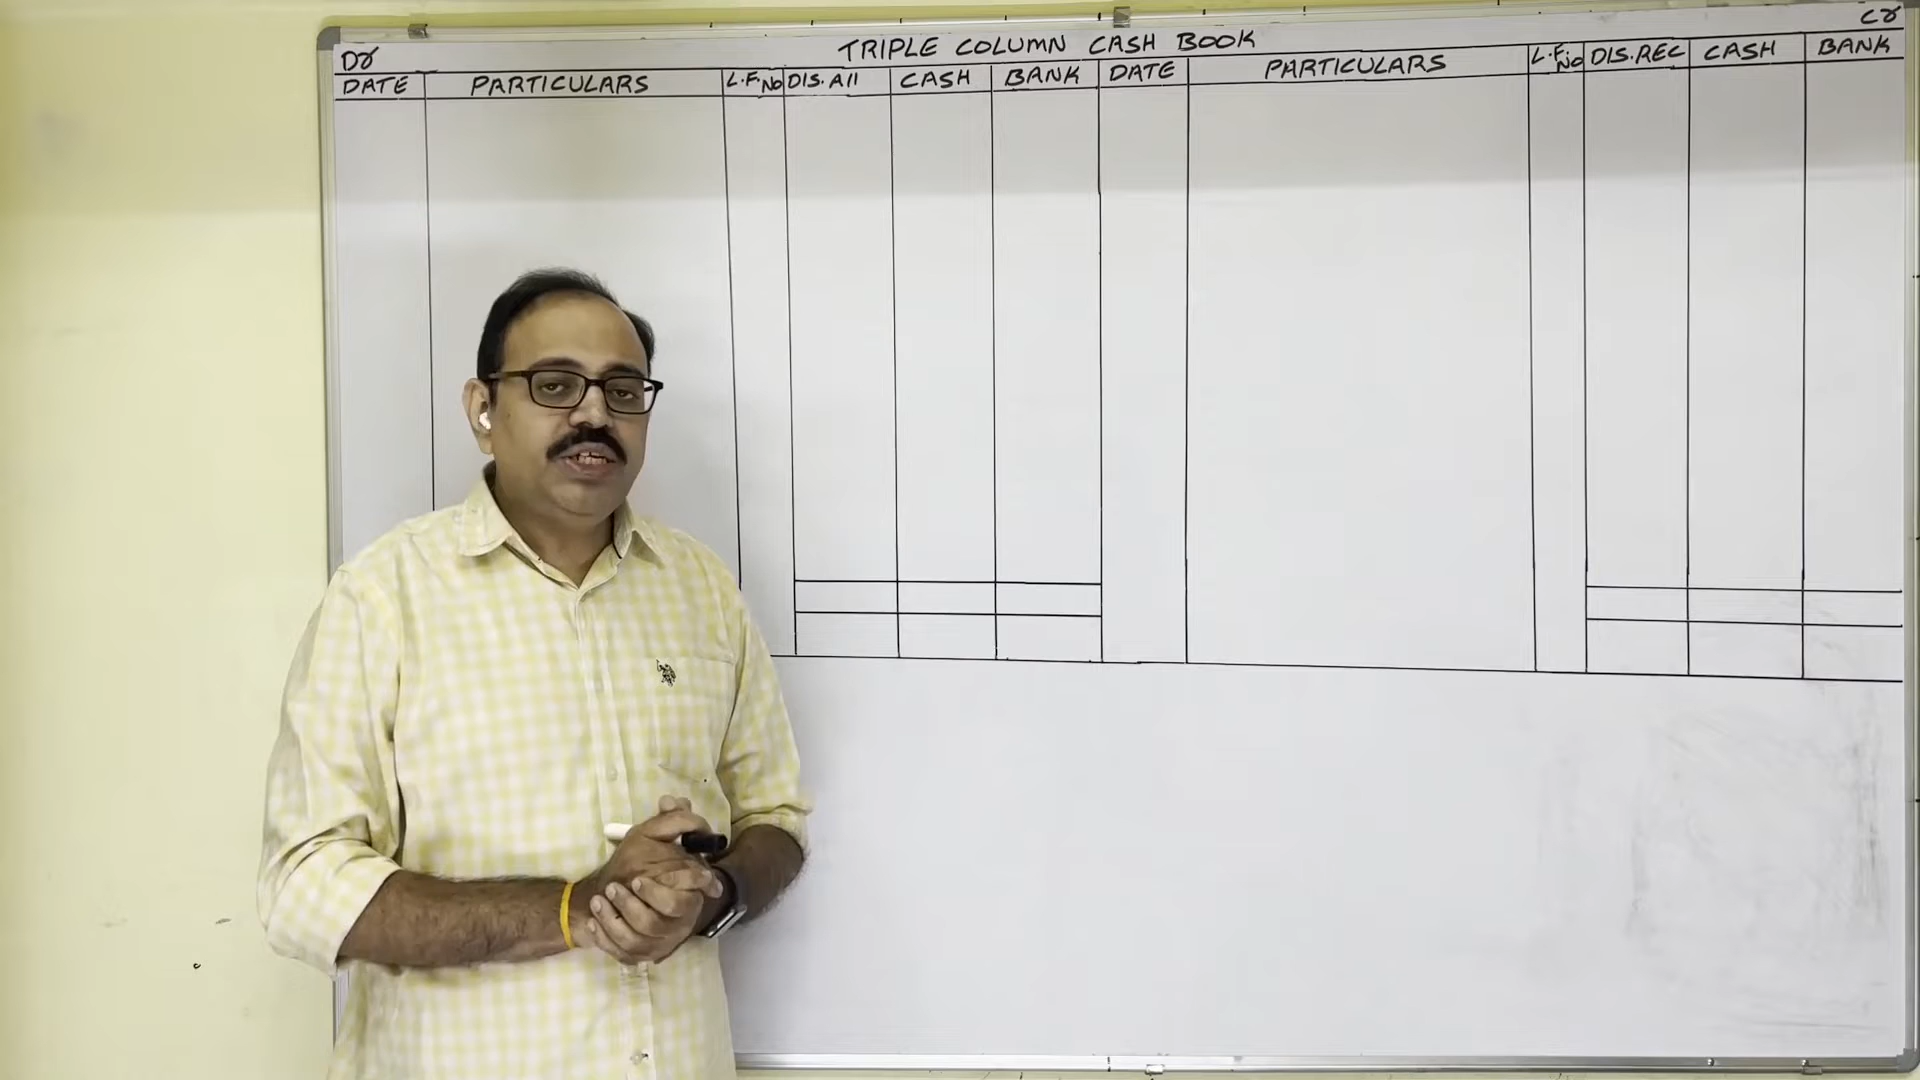 TRIPLE COLUMN CASH BOOK
Dr
Cr
DATE PARTICULARS L.F.No DIS.All CASH BANK DATE PARTICULARS L.F.No DIS.REC CASH BANK